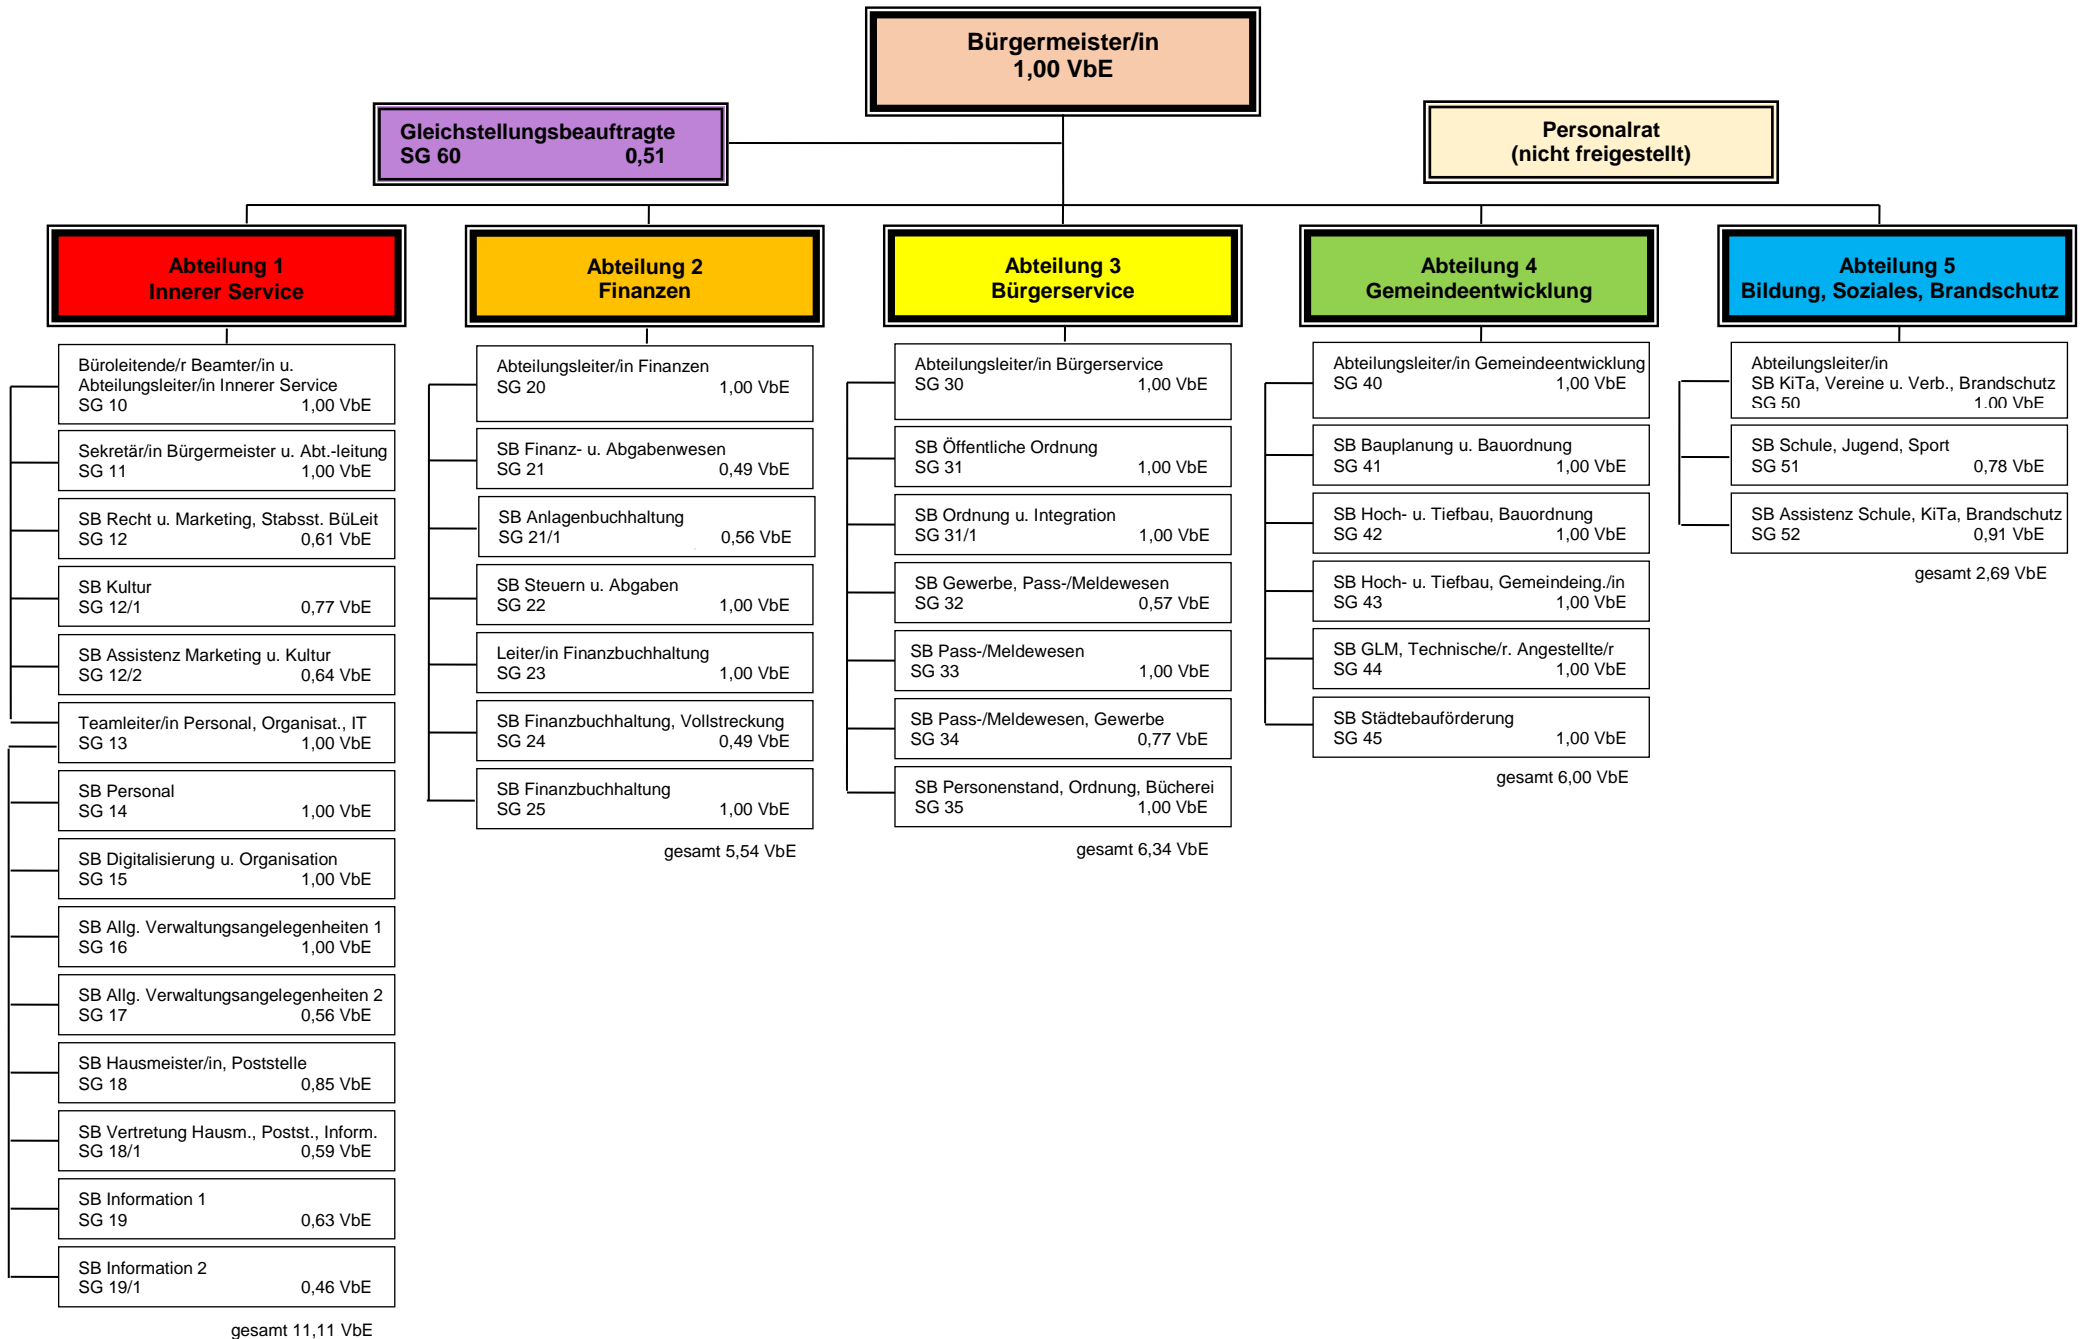 Bürgermeister/in
1,00 VbE
Gleichstellungsbeauftragte
SG 60 0,51
Personalrat
(nicht freigestellt)
Abteilung 1
Innerer Service
Büroleitende/r Beamter/in u.
Abteilungsleiter/in Innerer Service
SG 10 1,00 VbE
Sekretär/in Bürgermeister u. Abt.-leitung
SG 11 1,00 VbE
SB Recht u. Marketing, Stabsst. BüLeit
SG 12 0,61 VbE
SB Kultur
SG 12/1 0,77 VbE
SB Assistenz Marketing u. Kultur
SG 12/2 0,64 VbE
Teamleiter/in Personal, Organisat., IT
SG 13 1,00 VbE
SB Personal
SG 14 1,00 VbE
SB Digitalisierung u. Organisation
SG 15 1,00 VbE
SB Allg. Verwaltungsangelegenheiten 1
SG 16 1,00 VbE
SB Allg. Verwaltungsangelegenheiten 2
SG 17 0,56 VbE
SB Hausmeister/in, Poststelle
SG 18 0,85 VbE
SB Vertretung Hausm., Postst., Inform.
SG 18/1 0,59 VbE
SB Information 1
SG 19 0,63 VbE
SB Information 2
SG 19/1 0,46 VbE
gesamt 11,11 VbE
Abteilung 2
Finanzen
Abteilungsleiter/in Finanzen
SG 20 1,00 VbE
SB Finanz- u. Abgabenwesen
SG 21 0,49 VbE
SB Anlagenbuchhaltung
SG 21/1 0,56 VbE
SB Steuern u. Abgaben
SG 22 1,00 VbE
Leiter/in Finanzbuchhaltung
SG 23 1,00 VbE
SB Finanzbuchhaltung, Vollstreckung
SG 24 0,49 VbE
SB Finanzbuchhaltung
SG 25 1,00 VbE
gesamt 5,54 VbE
Abteilung 3
Bürgerservice
Abteilungsleiter/in Bürgerservice
SG 30 1,00 VbE
SB Öffentliche Ordnung
SG 31 1,00 VbE
SB Ordnung u. Integration
SG 31/1 1,00 VbE
SB Gewerbe, Pass-/Meldewesen
SG 32 0,57 VbE
SB Pass-/Meldewesen
SG 33 1,00 VbE
SB Pass-/Meldewesen, Gewerbe
SG 34 0,77 VbE
SB Personenstand, Ordnung, Bücherei
SG 35 1,00 VbE
gesamt 6,34 VbE
Abteilung 4
Gemeindeentwicklung
Abteilungsleiter/in Gemeindeentwicklung
SG 40 1,00 VbE
SB Bauplanung u. Bauordnung
SG 41 1,00 VbE
SB Hoch- u. Tiefbau, Bauordnung
SG 42 1,00 VbE
SB Hoch- u. Tiefbau, Gemeindeing./in
SG 43 1,00 VbE
SB GLM, Technische/r. Angestellte/r
SG 44 1,00 VbE
SB Städtebauförderung
SG 45 1,00 VbE
gesamt 6,00 VbE
Abteilung 5
Bildung, Soziales, Brandschutz
Abteilungsleiter/in
SB KiTa, Vereine u. Verb., Brandschutz
SG 50 1,00 VbE
SB Schule, Jugend, Sport
SG 51 0,78 VbE
SB Assistenz Schule, KiTa, Brandschutz
SG 52 0,91 VbE
gesamt 2,69 VbE